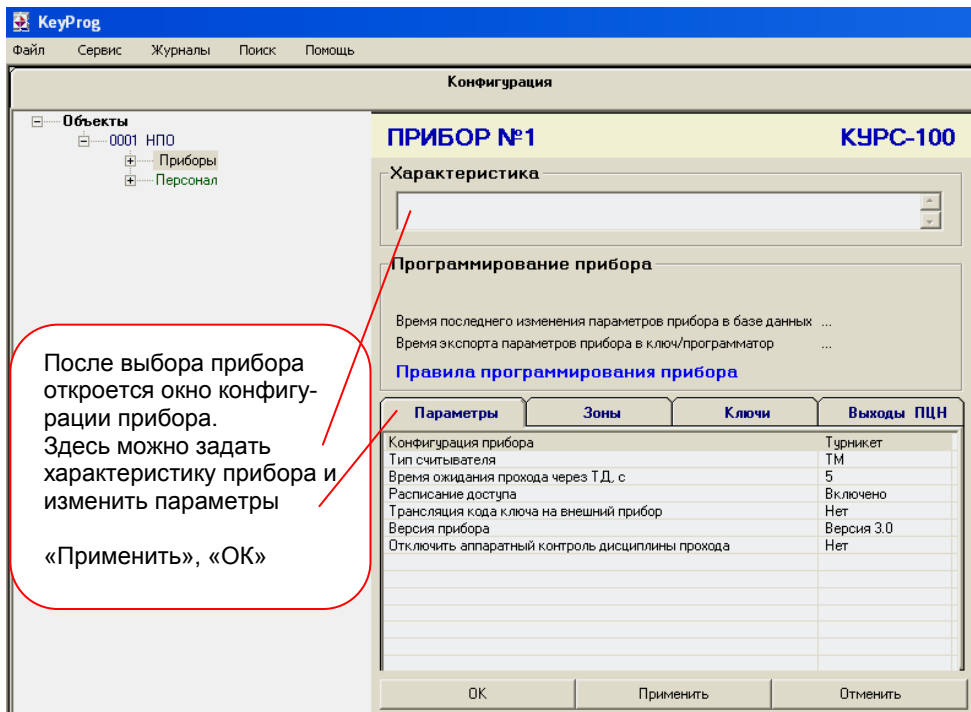 KeyProg
Файл Сервис Журналы Поиск Помощь
Конфигурация
Объекты
0001 НПО
Приборы
Персонал
ПРИБОР №1 КУРС-100
Характеристика
Программирование прибора
Время последнего изменения параметров прибора в базе данных ...
Время экспорта параметров прибора в ключ/программатор ...
Правила программирования прибора
После выбора прибора
откроется окно конфигу-
рации прибора.
Здесь можно задать
характеристику прибора и
изменить параметры
«Применить», «ОК»
Параметры Зоны Ключи Выходы ПЦН
Конфигурация прибора Турникет
Тип считывателя ТМ
Время ожидания прохода через ТД, с 5
Расписание доступа Включено
Трансляция кода ключа на внешний прибор Нет
Версия прибора Версия 3.0
Отключить аппаратный контроль дисциплины прохода Нет
ОК Применить Отменить